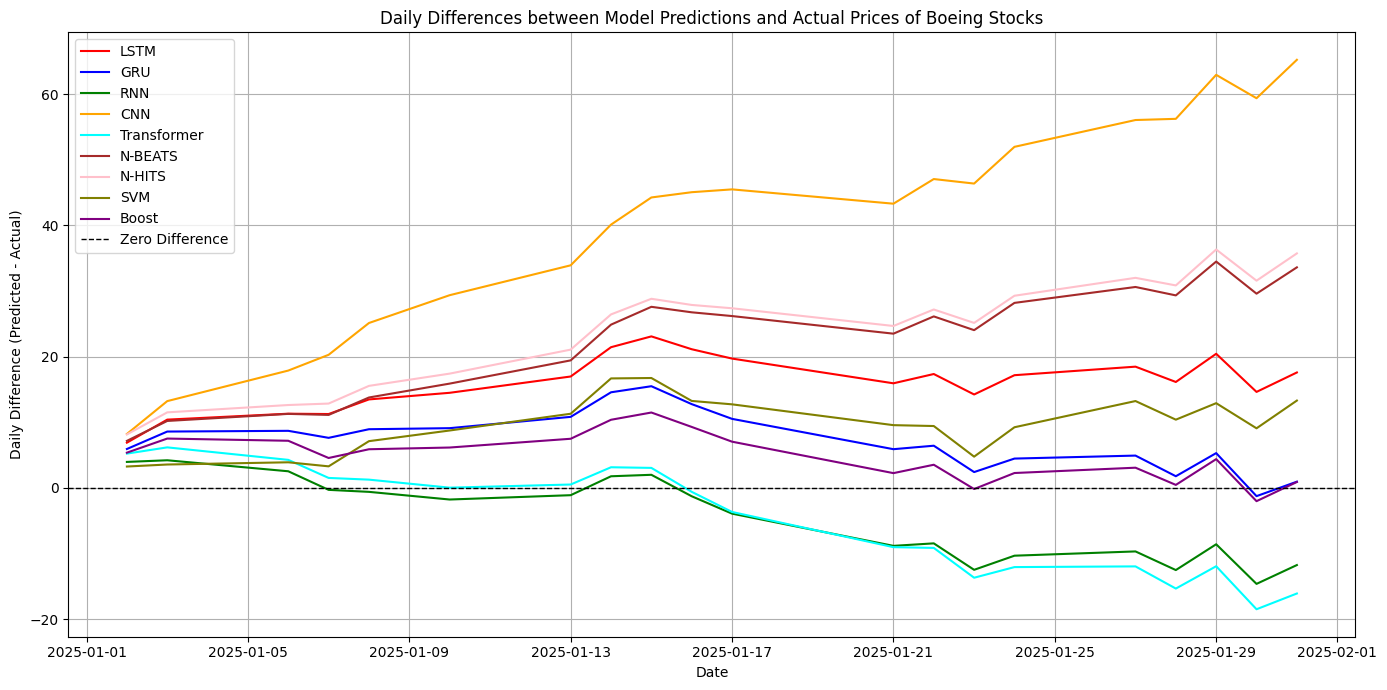 Daily Differences between Model Predictions and Actual Prices of Boeing Stocks
LSTM
GRU
RNN
CNN
Transformer
N-BEATS
N-HITS
SVM
Boost
Zero Difference
Daily Difference (Predicted - Actual)
60
40
20
0
−20
2025-01-01 2025-01-05 2025-01-09 2025-01-13 2025-01-17 2025-01-21 2025-01-25 2025-01-29 2025-02-01
Date